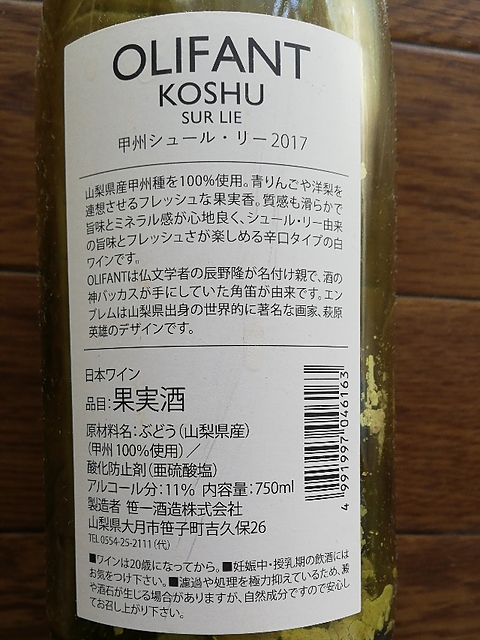 OLIFANT
KOSHU
SUR LIE
甲州シュール・リー2017
山梨県産甲州種を100%使用。青りんごや洋梨を
連想させるフレッシュな果実香。質感も滑らかで
旨味とミネラル感が心地良く、シュール・リー由来
の旨味とフレッシュさが楽しめる辛口タイプの白
ワインです。
OLIFANTは仏文学者の辰野隆が名付け親で、酒の
神バッカスが手にしていた角笛が由来です。エン
ブレムは山梨県出身の世界的に著名な画家、萩原
英雄のデザインです。
日本ワイン
品目:果実酒
原材料名:ぶどう(山梨県産)
(甲州 100%使用)/
酸化防止剤(亜硫酸塩)
アルコール分:11% 内容量:750ml
製造者 笹一酒造株式会社
山梨県大月市笹子町吉久保26
TEL 0554-25-2111(代)
■ワインは20歳になってから。■妊娠中・授乳期の飲酒には
お気をつけ下さい。■濾過や処理を極力抑えているため、澱
や酒石が生じる場合がありますが、自然成分ですので安心し
てお召し上がり下さい。
4 991997 046163